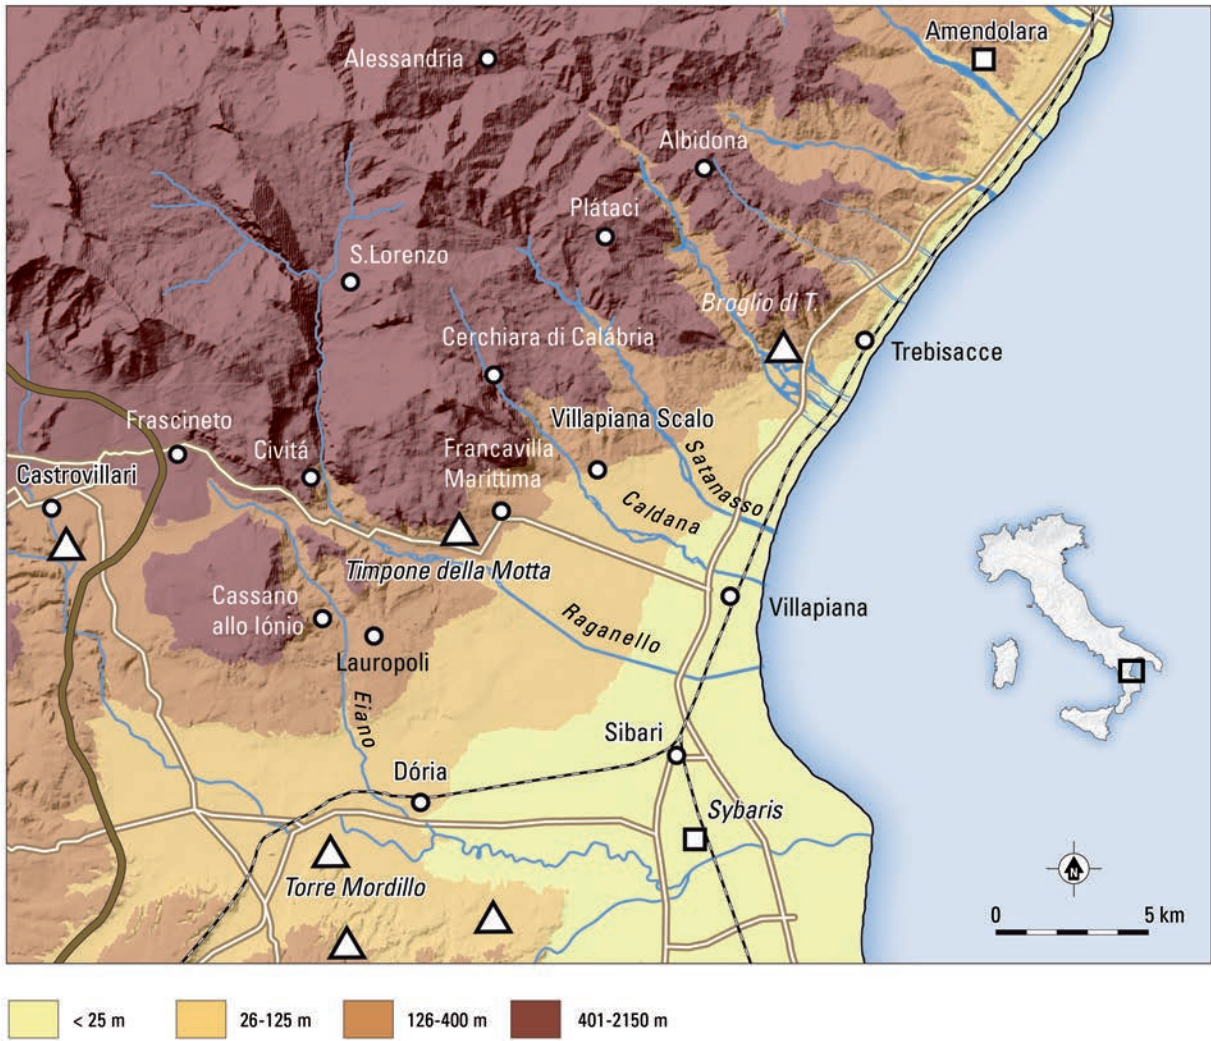 Amendolara
Alessandria
Albidona
Plátaci
S.Lorenzo
Broglio di T.
Cerchiara di Calábria
Trebisacce
Frascineto
Villapiana Scalo
Civitá
Francavilla
Marittima
Castrovillari
Satanasso
Caldana
Timpone della Motta
Cassano
allo Iónio
Villapiana
Raganello
Lauropoli
Eiano
Sibari
Dória
Sybaris
Torre Mordillo
N
0 5 km
< 25 m 26-125 m 126-400 m 401-2150 m